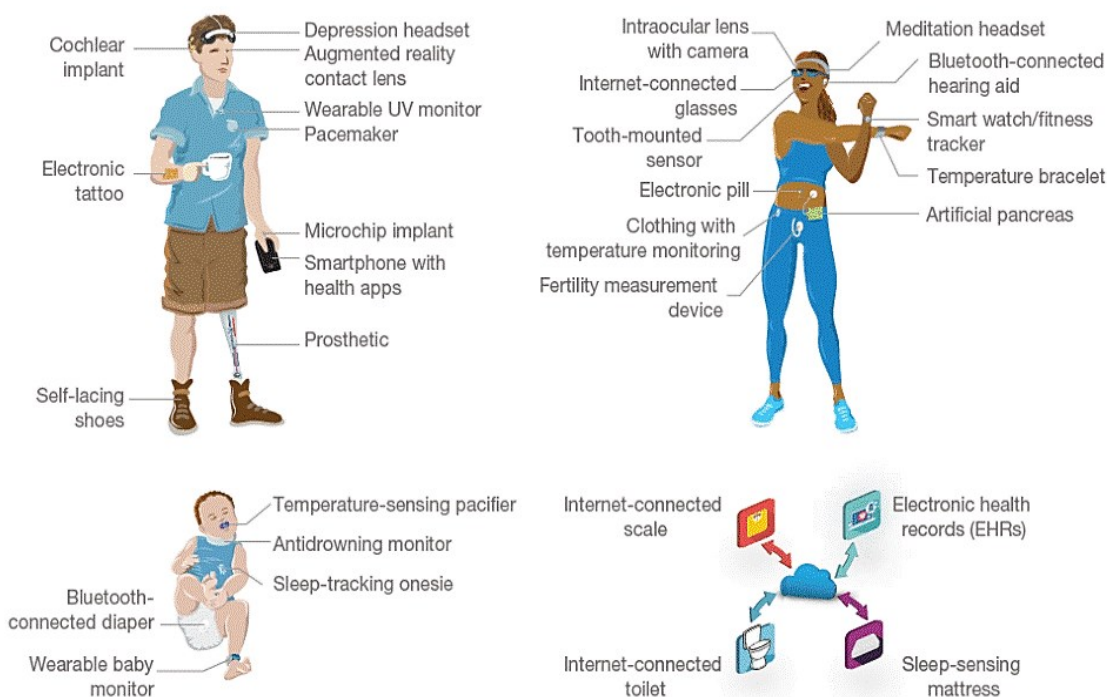 Cochlear
implant
Depression headset
Augmented reality
contact lens
Wearable UV monitor
Pacemaker
Electronic
tattoo
Microchip implant
Smartphone with
health apps
Prosthetic
Self-lacing
shoes
Intraocular lens
with camera
Meditation headset
Internet-connected
glasses
Bluetooth-connected
hearing aid
Tooth-mounted
sensor
Smart watch/fitness
tracker
Temperature bracelet
Electronic pill
Artificial pancreas
Clothing with
temperature monitoring
Fertility measurement
device
Temperature-sensing pacifier
Antidrowning monitor
Sleep-tracking onesie
Bluetooth-
connected diaper
Wearable baby
monitor
Internet-connected
scale
Electronic health
records (EHRs)
Internet-connected
toilet
Sleep-sensing
mattress